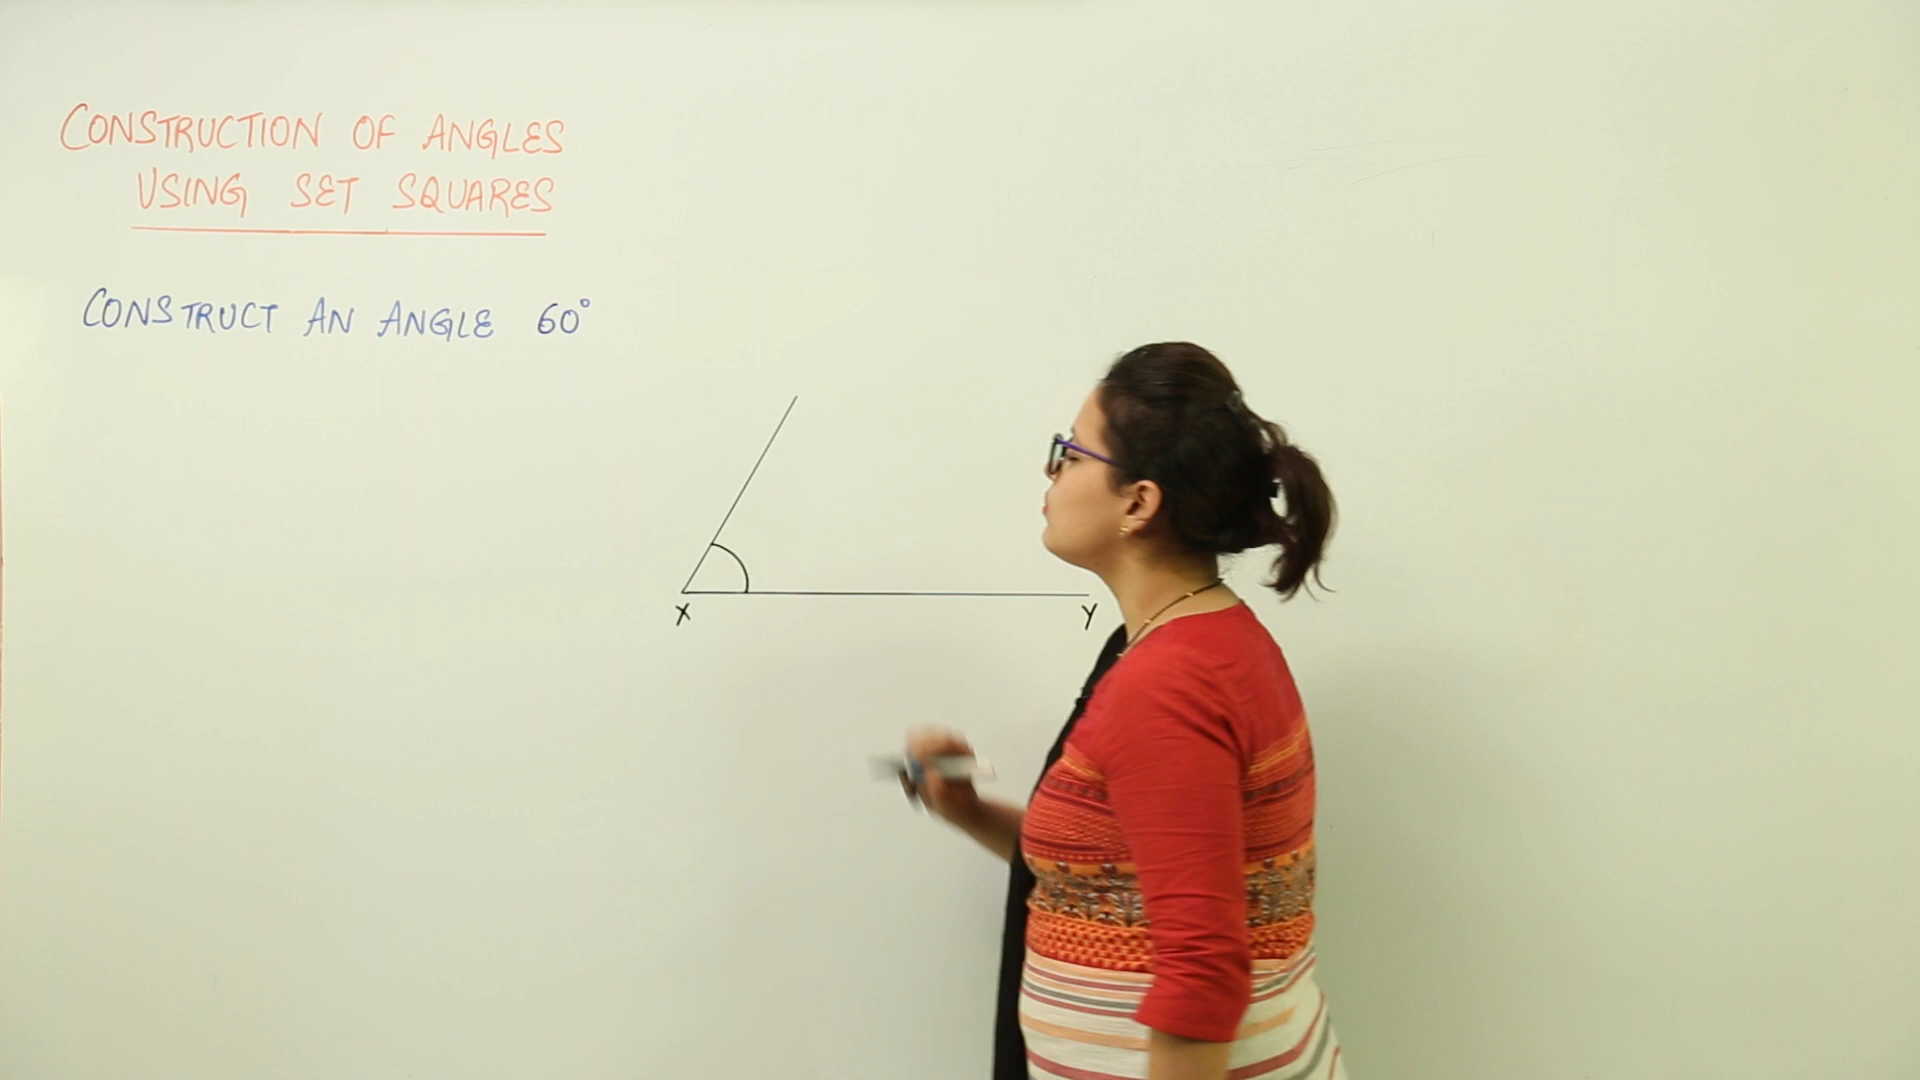 CONSTRUCTION OF ANGLES
USING SET SQUARES
CONSTRUCT AN ANGLE 60°
X Y